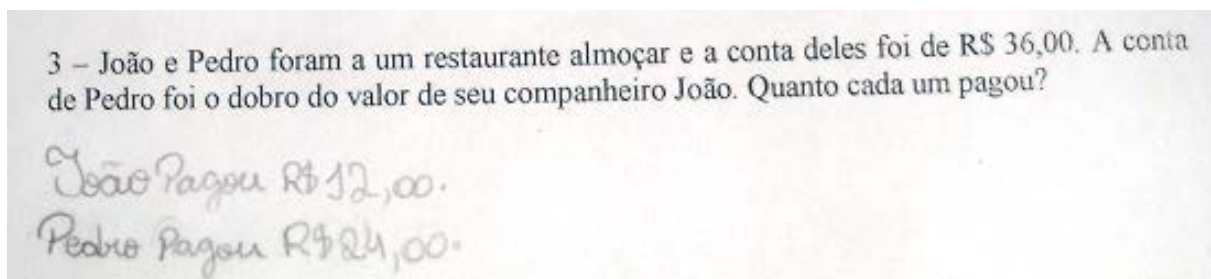 3 – João e Pedro foram a um restaurante almoçar e a conta deles foi de R$ 36,00. A conta
de Pedro foi o dobro do valor de seu companheiro João. Quanto cada um pagou?
João Pagou R$ 12,00.
Pedro Pagou R$ 24,00.